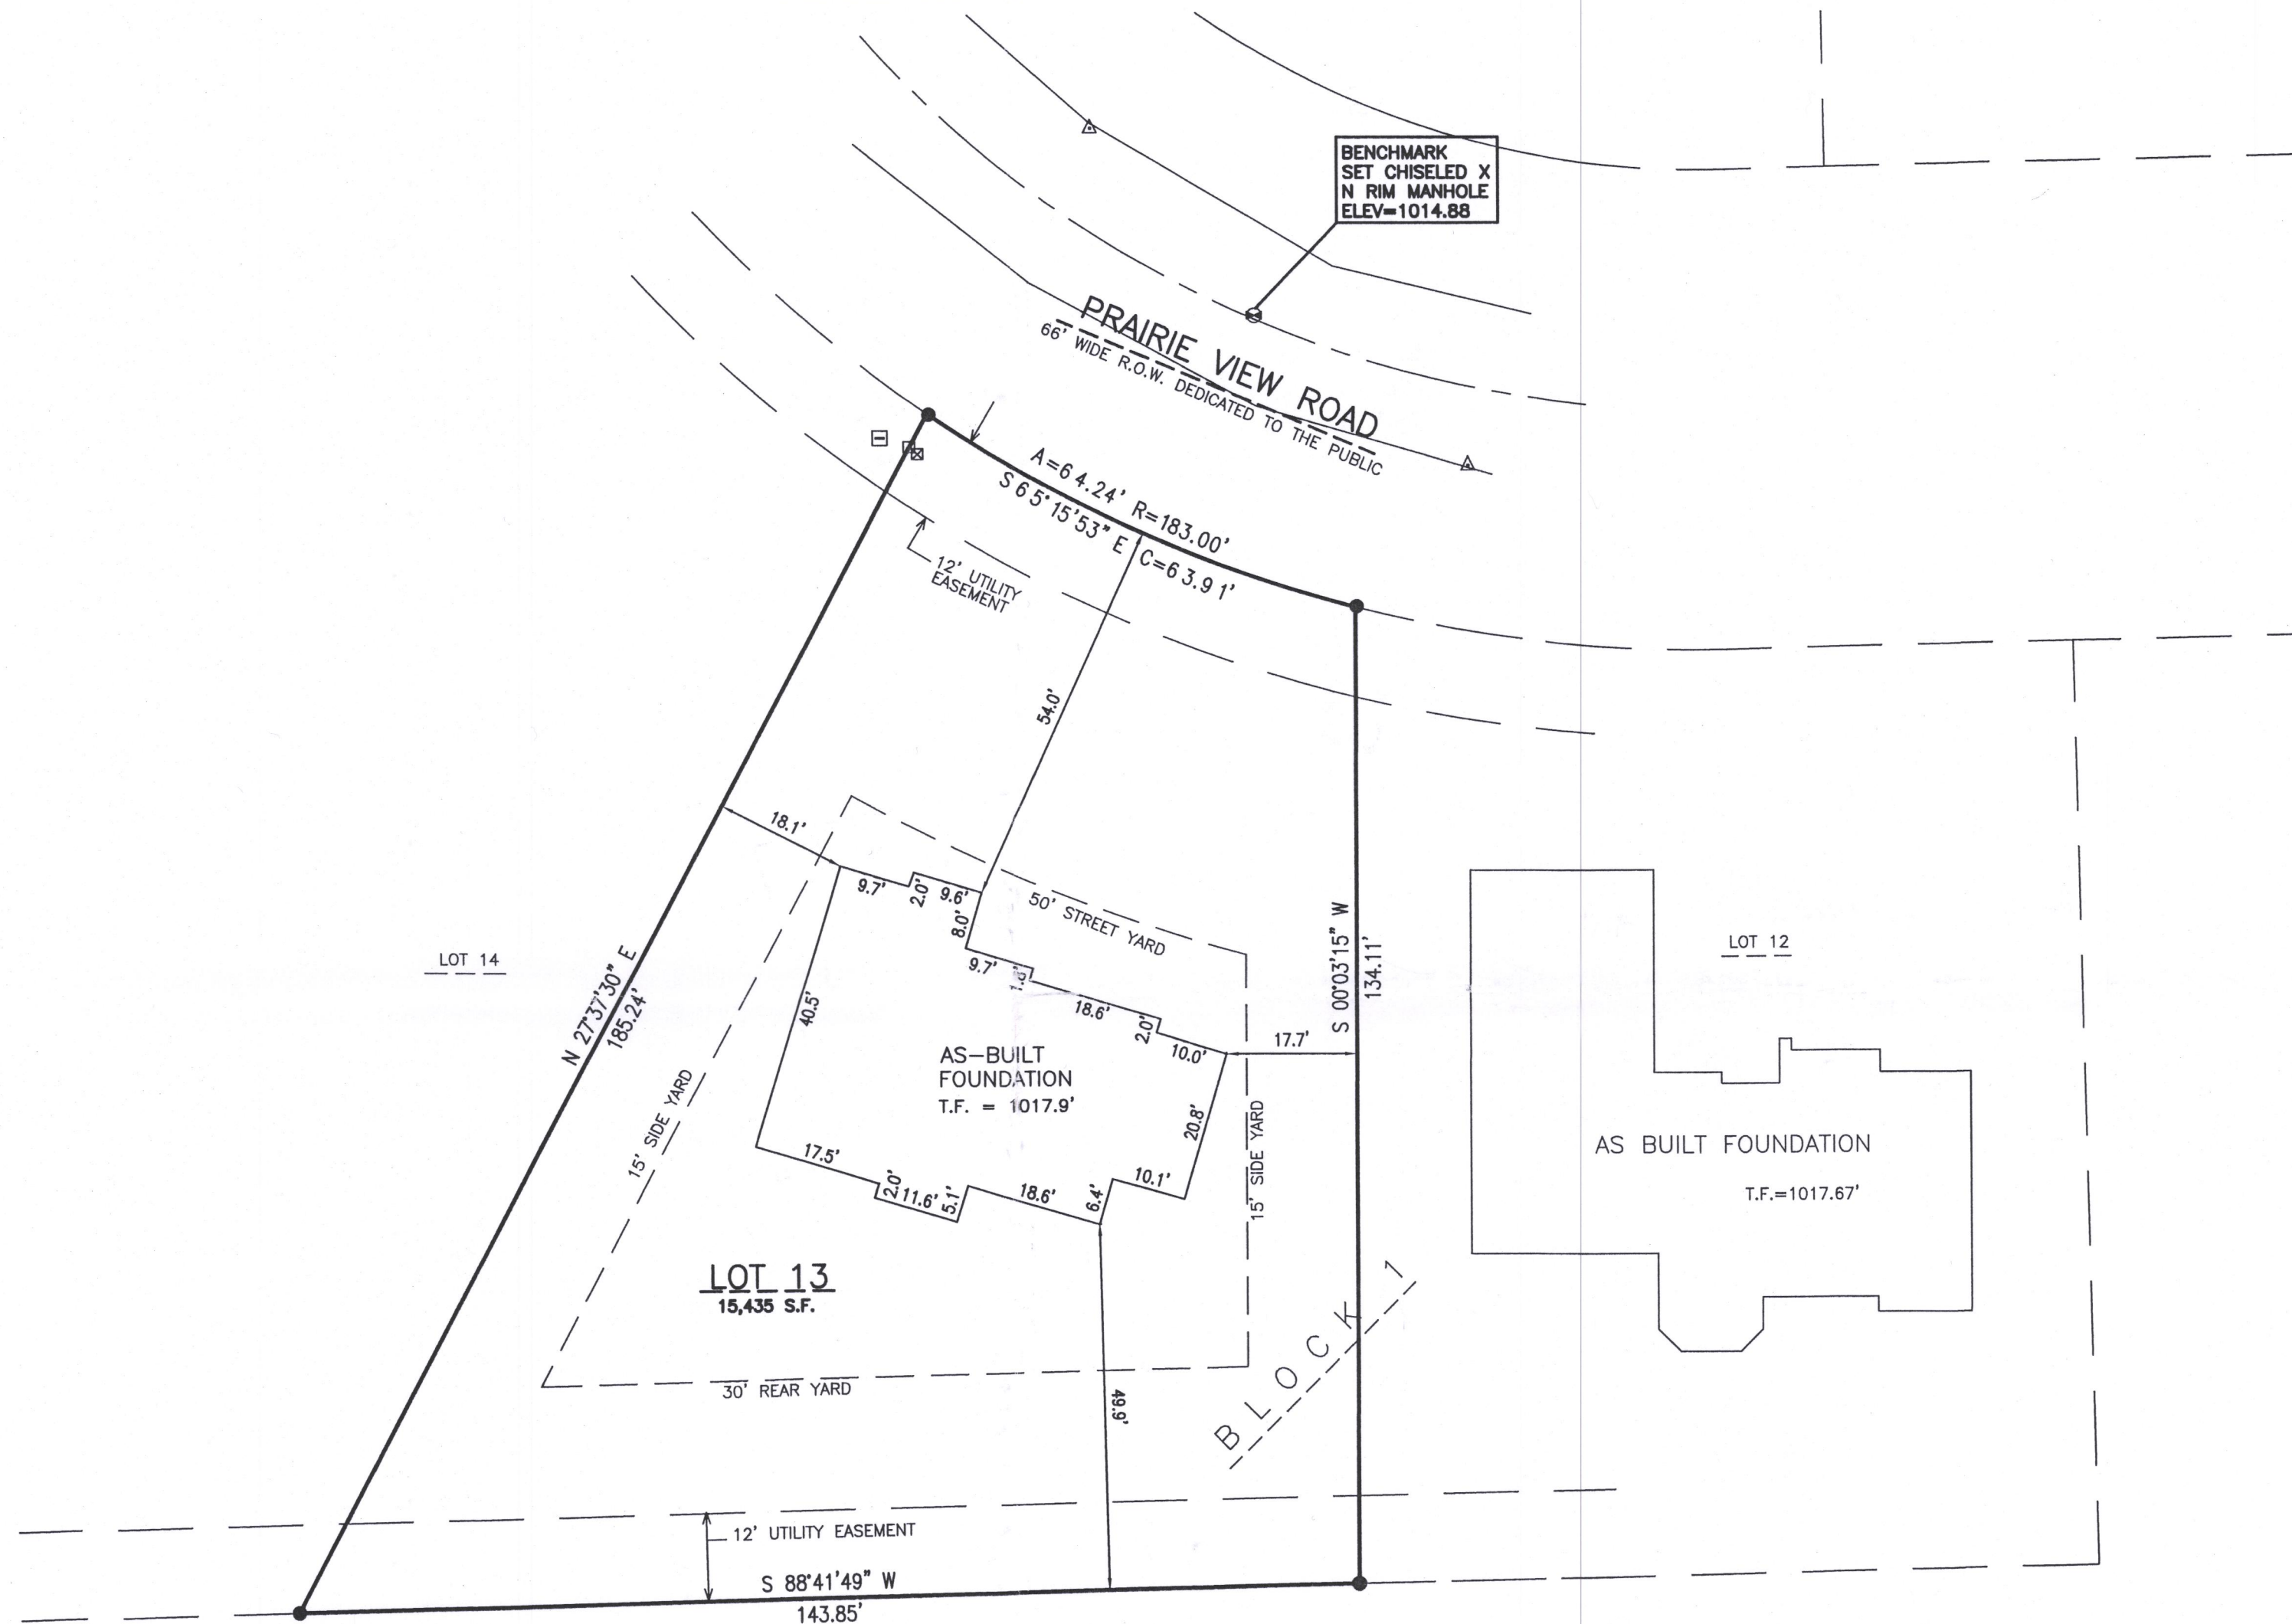 BENCHMARK
SET CHISELED X
N RIM MANHOLE
ELEV=1014.88
PRAIRIE VIEW ROAD
66' WIDE R.O.W. DEDICATED TO THE PUBLIC
A=64.24' R=183.00'
S 65°15'53" E C=63.91'
12' UTILITY
EASEMENT
54.0'
18.1'
9.7'
2.0'
9.6'
8.0'
50' STREET YARD
9.7'
1.8'
18.6'
2.0'
10.0'
17.7'
S 00°03'15" W
134.11'
LOT 12
LOT 14
N 27°37'30" E
185.24'
40.5'
AS-BUILT
FOUNDATION
T.F. = 1017.9'
20.8'
15' SIDE YARD
15' SIDE YARD
AS BUILT FOUNDATION
T.F.=1017.67'
17.5'
2.0'
11.6'
5.1'
18.6'
6.4'
10.1'
LOT 13
15,435 S.F.
BLOCK 1
30' REAR YARD
49.9'
12' UTILITY EASEMENT
S 88°41'49" W
143.85'